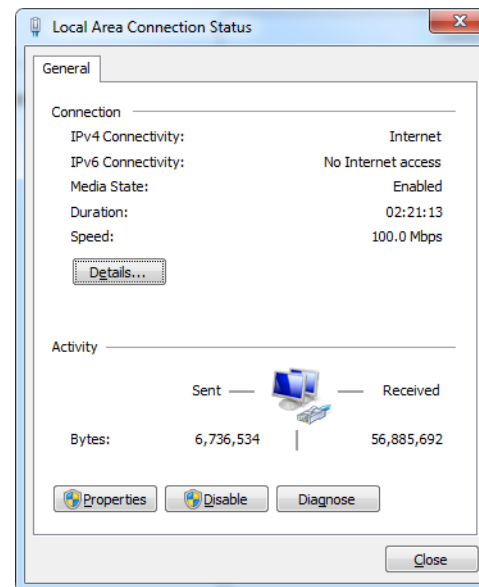 Local Area Connection Status
General
Connection
IPv4 Connectivity: Internet
IPv6 Connectivity: No Internet access
Media State: Enabled
Duration: 02:21:13
Speed: 100.0 Mbps
Details...
Activity
Sent Received
Bytes: 6,736,534 56,885,692
Properties Disable Diagnose
Close